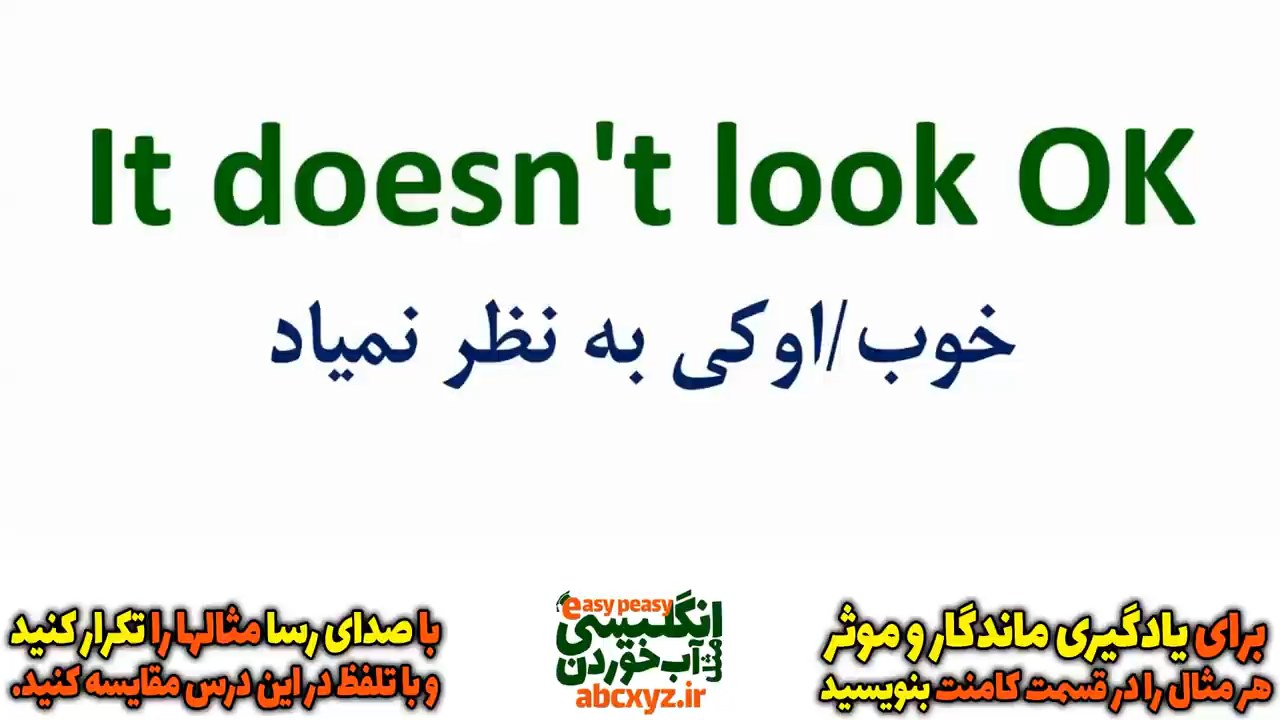 It doesn't look OK
خوب/اوکی به نظر نمیاد
برای یادگیری ماندگار و موثر
هر مثال را در قسمت کامنت بنویسید
easy peasy
انگلیسی
مثل آب خوردن
abcxyz.ir
با صدای رسا مثالها را تکرار کنید
و با تلفظ در این درس مقایسه کنید.